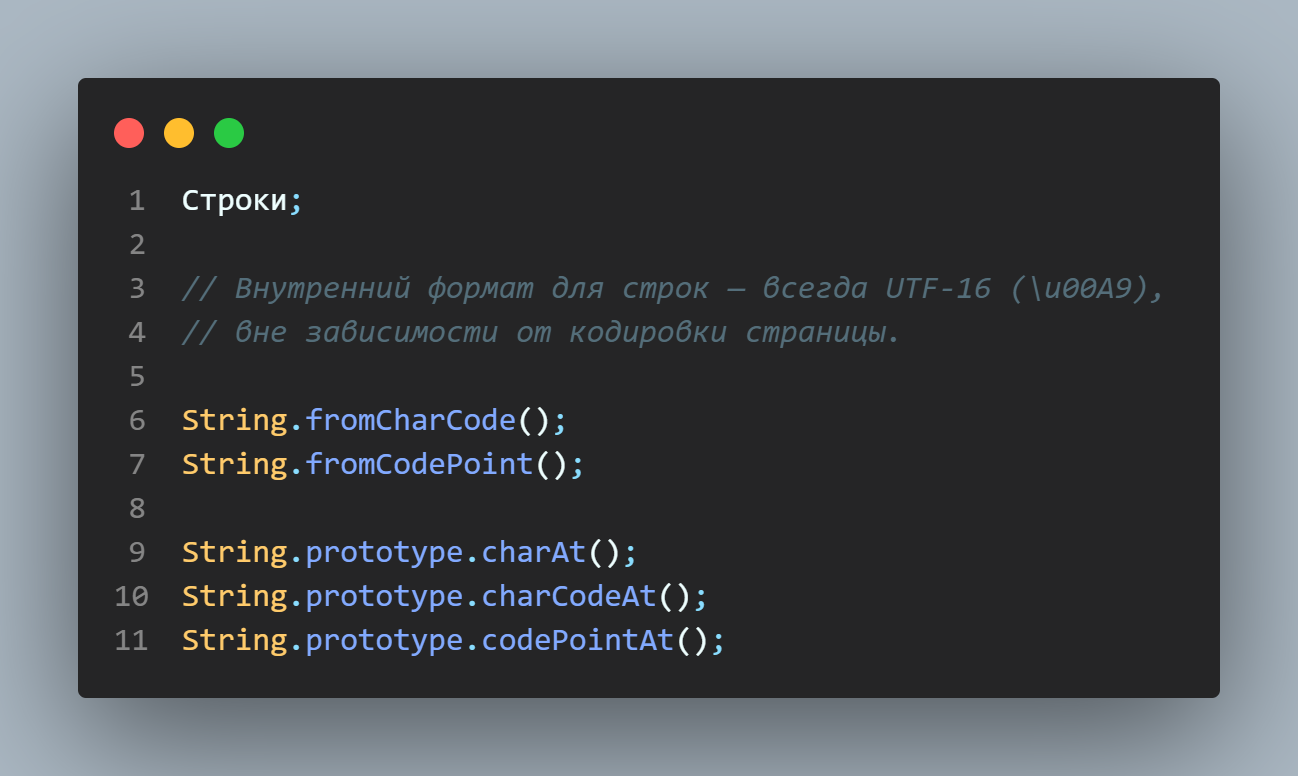 1 Строки;
2
3 // Внутренний формат для строк — всегда UTF-16 (\u00A9),
4 // вне зависимости от кодировки страницы.
5
6 String.fromCharCode();
7 String.fromCodePoint();
8
9 String.prototype.charAt();
10 String.prototype.charCodeAt();
11 String.prototype.codePointAt();